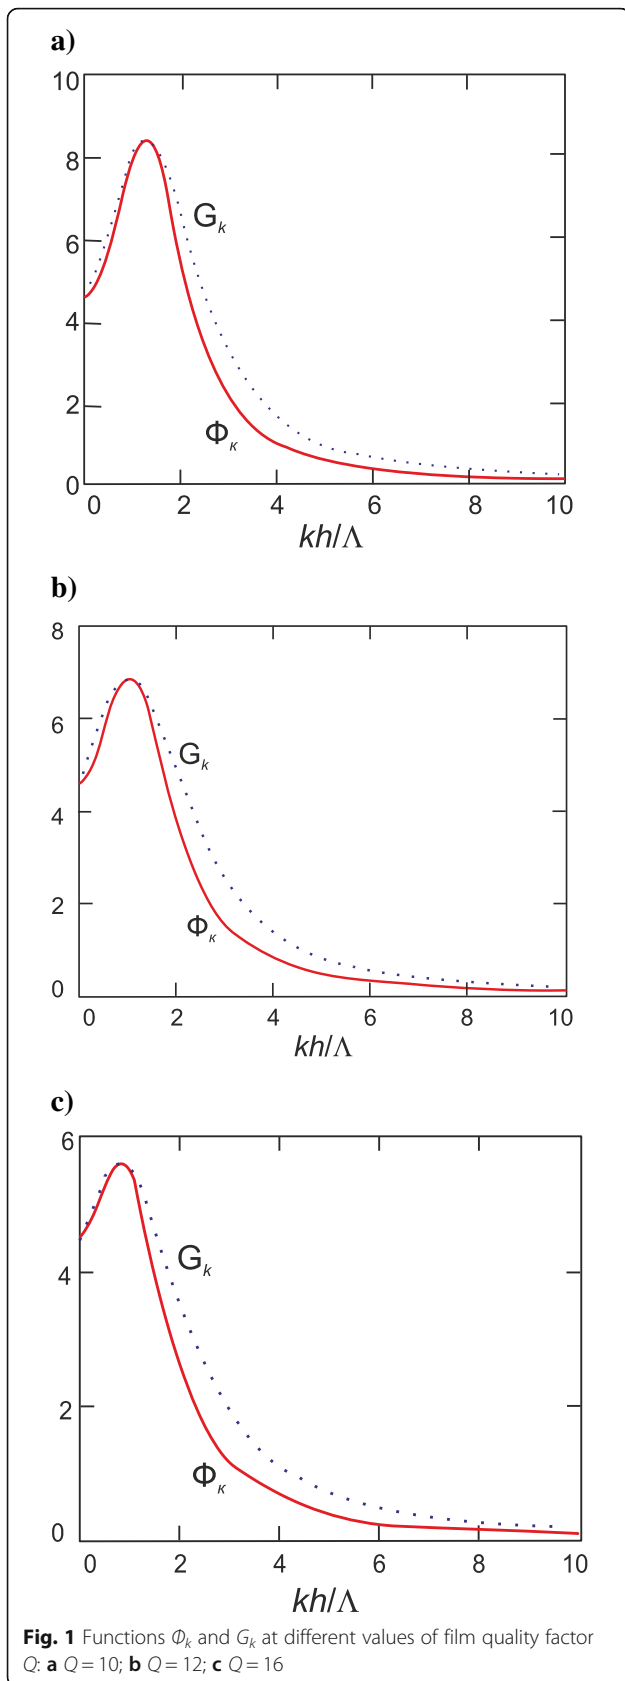 a)
10
8
6
4
2
0
G_k
Φ_κ
0 2 4 6 8 10
kh/Λ
b)
8
6
4
2
0
G_k
Φ_κ
0 2 4 6 8 10
kh/Λ
c)
6
4
2
0
G_k
Φ_κ
0 2 4 6 8 10
kh/Λ
Fig. 1 Functions Φ_k and G_k at different values of film quality factor
Q: a Q = 10; b Q = 12; c Q = 16